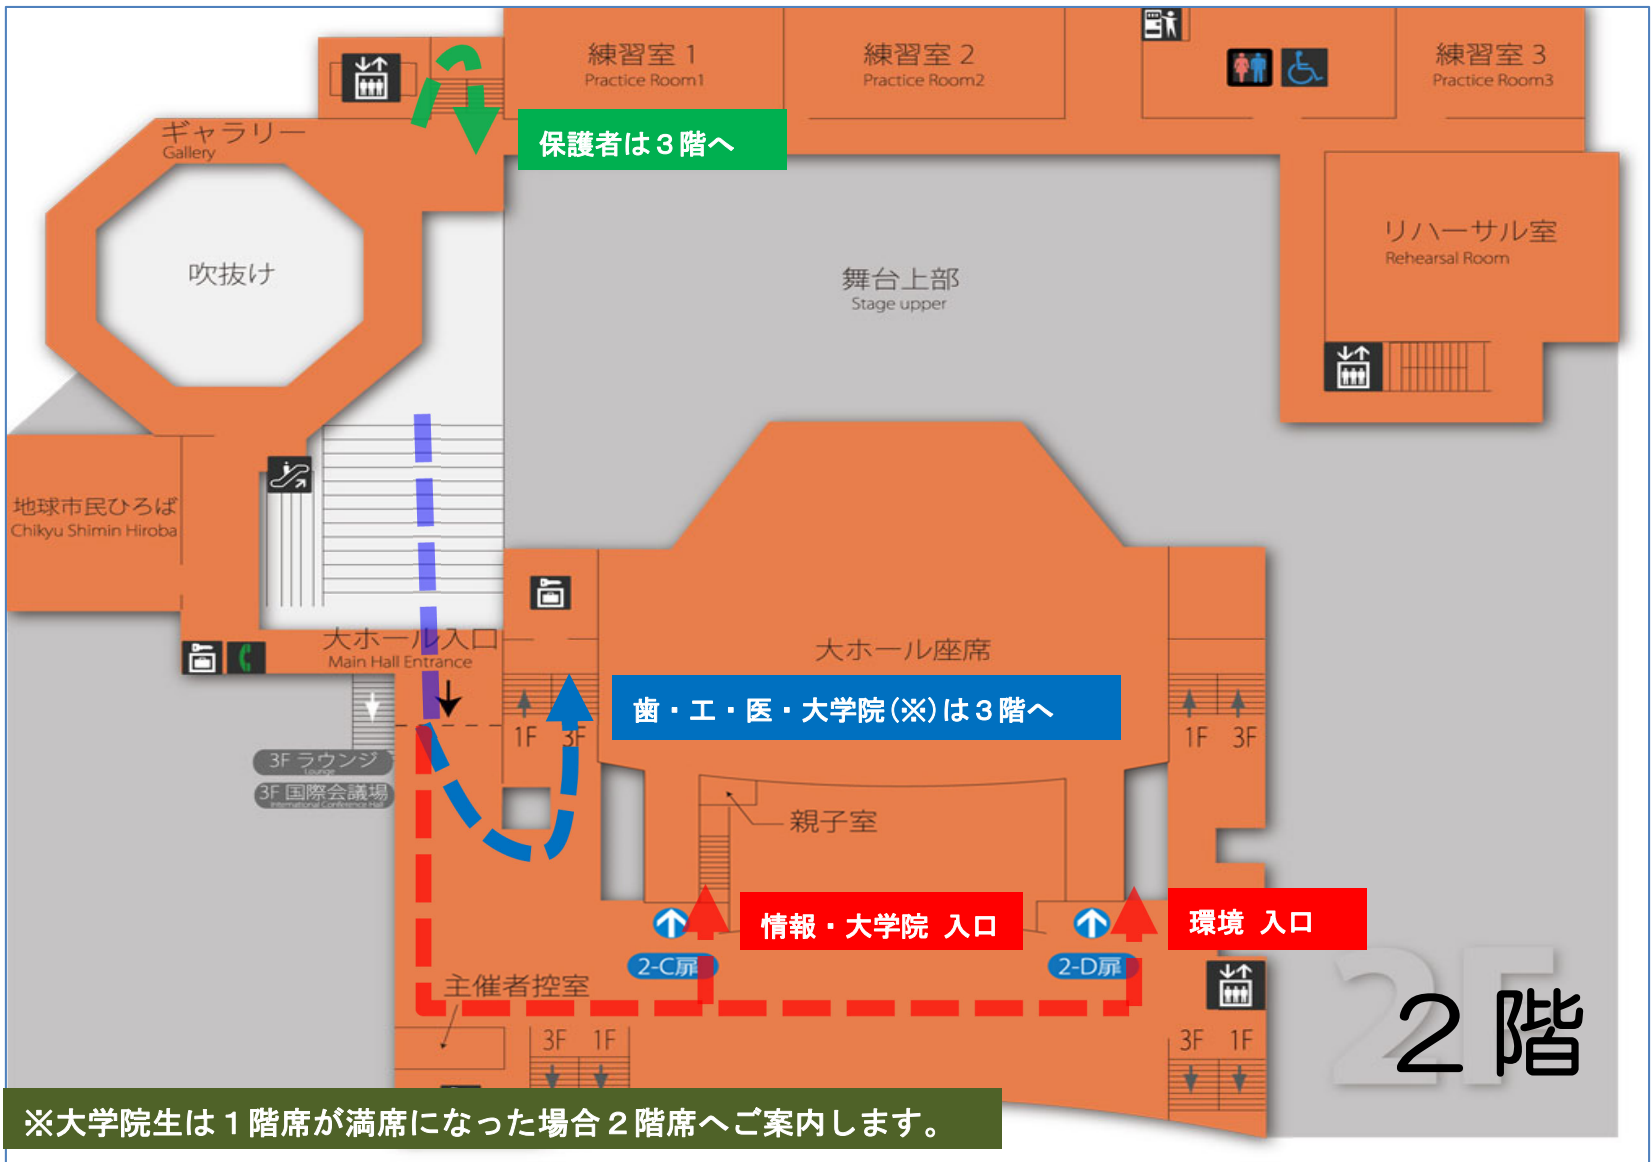 練習室 1
Practice Room1
練習室 2
Practice Room2
練習室 3
Practice Room3
ギャラリー
Gallery
保護者は３階へ
吹抜け
舞台上部
Stage upper
リハーサル室
Rehearsal Room
地球市民ひろば
Chikyu Shimin Hiroba
大ホール入口
Main Hall Entrance
大ホール座席
歯・工・医・大学院(※)は３階へ
1F 3F
1F 3F
3F ラウンジ
Lounge
3F 国際会議場
International Conference Hall
親子室
情報・大学院 入口
環境 入口
2-C扉
2-D扉
主催者控室
3F 1F
3F 1F
2F
２階
※大学院生は１階席が満席になった場合２階席へご案内します。